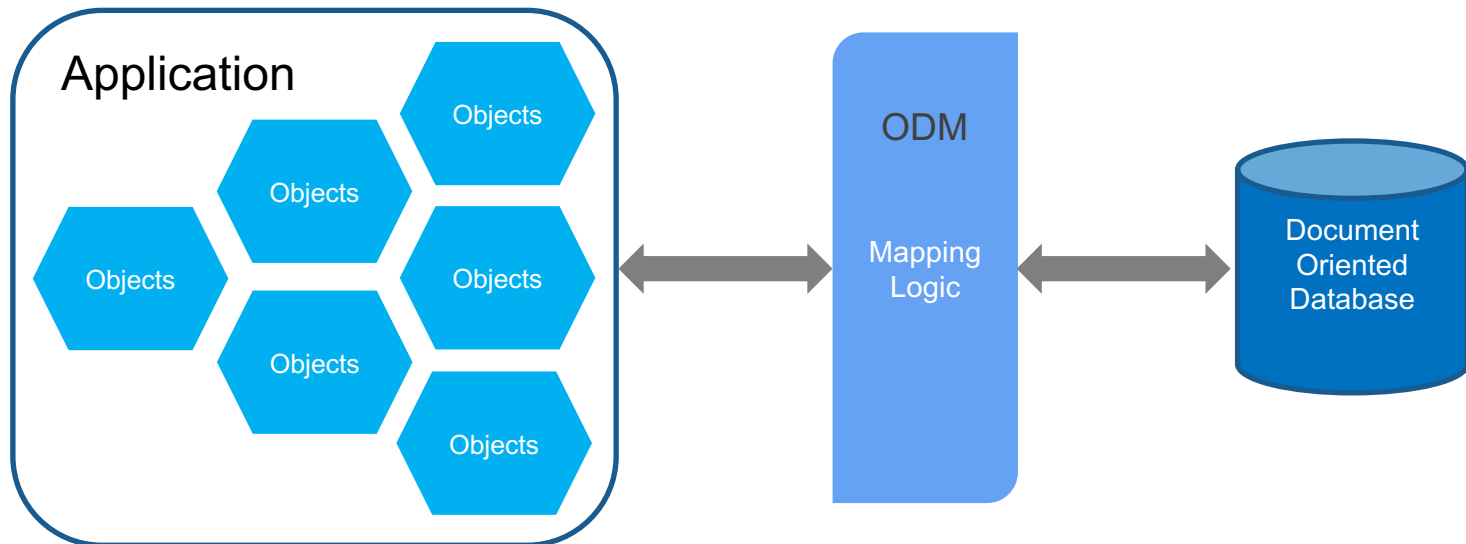 Application
Objects
Objects
Objects
Objects
Objects
Objects
ODM
Mapping
Logic
Document
Oriented
Database